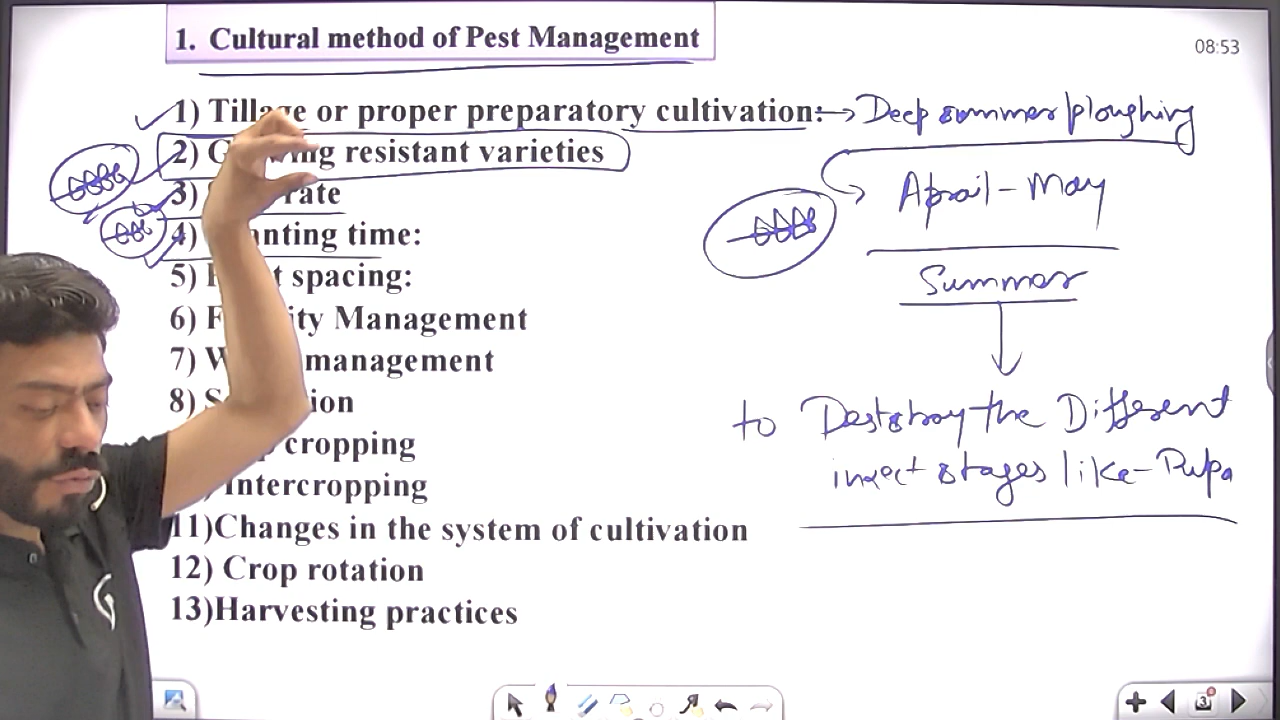 1. Cultural method of Pest Management
08:53
1) Tillage or proper preparatory cultivation: → Deep summer ploughing
2) G wing resistant varieties
3) S rate
4) anting time:
5) t spacing:
6) F ity Management
7) W management
8) S ion
cropping
Intercropping
11)Changes in the system of cultivation
12) Crop rotation
13)Harvesting practices
Aprail - May
Summer
to Destroy the Different
insect stages like - Pupa
3